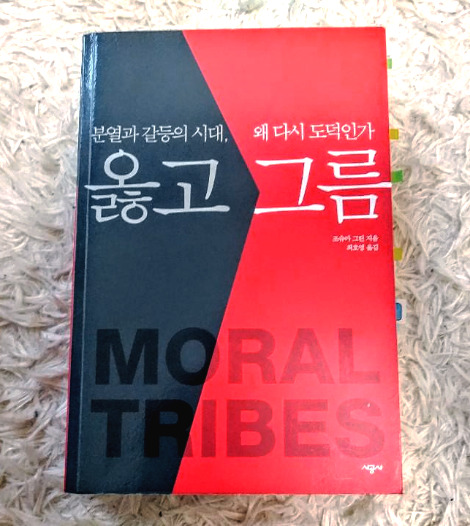 분열과 갈등의 시대, 왜 다시 도덕인가
옳고 그름
조슈아 그린 지음
최호영 옮김
MORAL
TRIBES
시공사